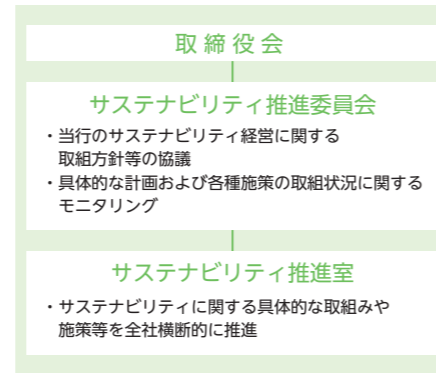 取締役会
サステナビリティ推進委員会
・当行のサステナビリティ経営に関する
取組方針等の協議
・具体的な計画および各種施策の取組状況に関する
モニタリング
サステナビリティ推進室
・サステナビリティに関する具体的な取組みや
施策等を全社横断的に推進